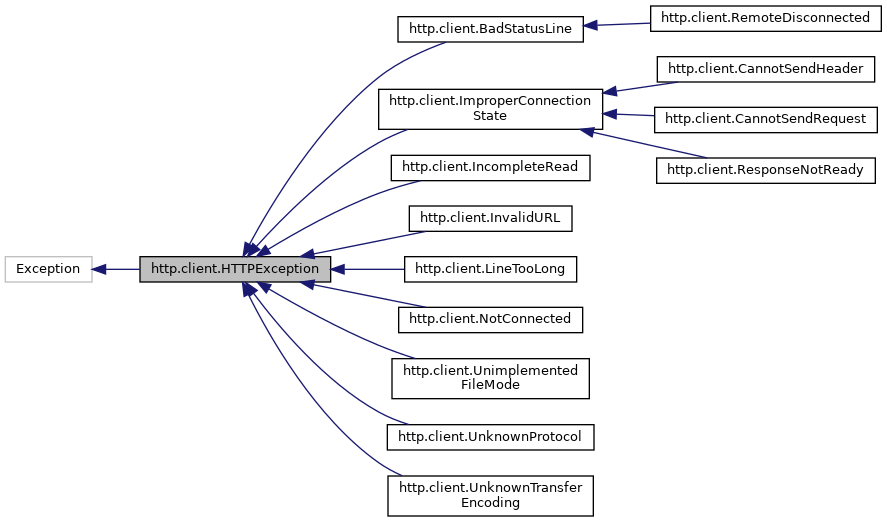 http.client.BadStatusLine
http.client.RemoteDisconnected
http.client.ImproperConnection
State
http.client.CannotSendHeader
http.client.CannotSendRequest
http.client.ResponseNotReady
http.client.IncompleteRead
http.client.InvalidURL
Exception
http.client.HTTPException
http.client.LineTooLong
http.client.NotConnected
http.client.Unimplemented
FileMode
http.client.UnknownProtocol
http.client.UnknownTransfer
Encoding